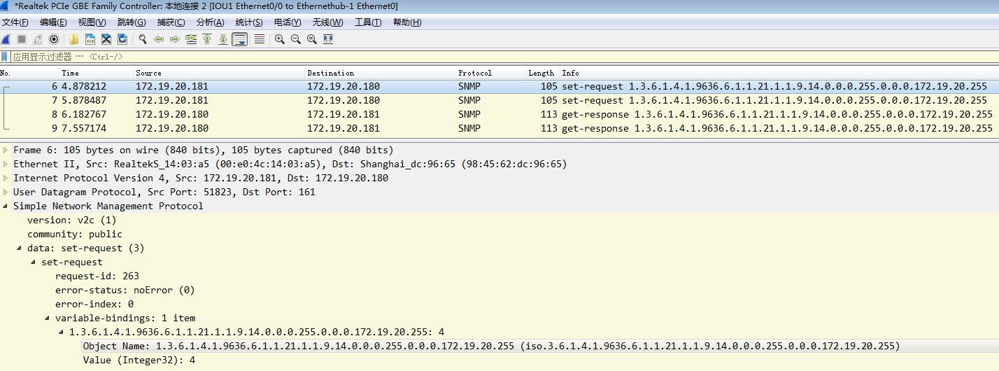 *Realtek PCIe GBE Family Controller: 本地连接 2 [IOU1 Ethernet0/0 to Ethernethub-1 Ethernet0]
文件(F) 编辑(E) 视图(V) 跳转(G) 捕获(C) 分析(A) 统计(S) 电话(Y) 无线(W) 工具(T) 帮助(H)
应用显示过滤器 … <Ctrl-/>
No. Time Source Destination Protocol Length Info
6 4.878212 172.19.20.181 172.19.20.180 SNMP 105 set-request 1.3.6.1.4.1.9636.6.1.1.21.1.1.9.14.0.0.0.255.0.0.0.172.19.20.255
7 5.878487 172.19.20.181 172.19.20.180 SNMP 105 set-request 1.3.6.1.4.1.9636.6.1.1.21.1.1.9.14.0.0.0.255.0.0.0.172.19.20.255
8 6.182767 172.19.20.180 172.19.20.181 SNMP 113 get-response 1.3.6.1.4.1.9636.6.1.1.21.1.1.9.14.0.0.0.255.0.0.0.172.19.20.255
9 7.557174 172.19.20.180 172.19.20.181 SNMP 113 get-response 1.3.6.1.4.1.9636.6.1.1.21.1.1.9.14.0.0.0.255.0.0.0.172.19.20.255
Frame 6: 105 bytes on wire (840 bits), 105 bytes captured (840 bits)
Ethernet II, Src: RealtekS_14:03:a5 (00:e0:4c:14:03:a5), Dst: Shanghai_dc:96:65 (98:45:62:dc:96:65)
Internet Protocol Version 4, Src: 172.19.20.181, Dst: 172.19.20.180
User Datagram Protocol, Src Port: 51823, Dst Port: 161
Simple Network Management Protocol
version: v2c (1)
community: public
data: set-request (3)
set-request
request-id: 263
error-status: noError (0)
error-index: 0
variable-bindings: 1 item
1.3.6.1.4.1.9636.6.1.1.21.1.1.9.14.0.0.0.255.0.0.0.172.19.20.255: 4
Object Name: 1.3.6.1.4.1.9636.6.1.1.21.1.1.9.14.0.0.0.255.0.0.0.172.19.20.255 (iso.3.6.1.4.1.9636.6.1.1.21.1.1.9.14.0.0.0.255.0.0.0.172.19.20.255)
Value (Integer32): 4